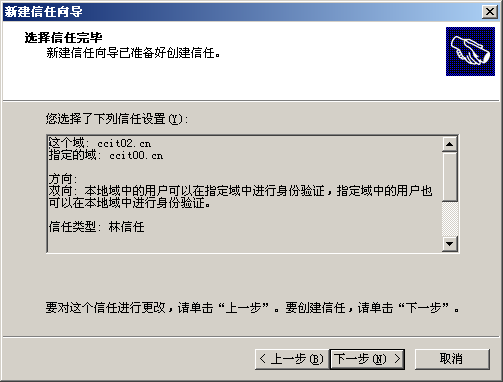 新建信任向导
选择信任完毕
新建信任向导已准备好创建信任。
您选择了下列信任设置(Y):
这个域: ccit02.cn
指定的域: ccit00.cn
方向:
双向: 本地域中的用户可以在指定域中进行身份验证，指定域中的用户也
可以在本地域中进行身份验证。
信任类型: 林信任
要对这个信任进行更改，请单击“上一步”。要创建信任，请单击“下一步”。
< 上一步(B) 下一步(N) > 取消